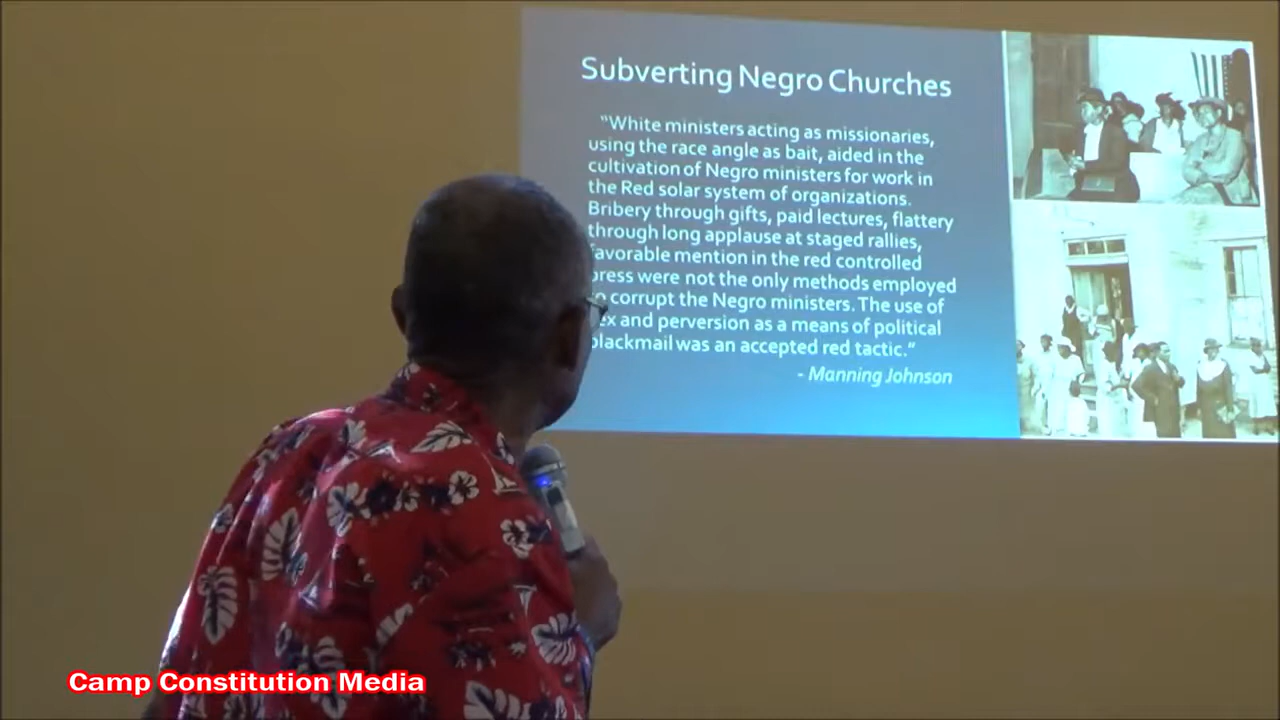 Subverting Negro Churches
"White ministers acting as missionaries,
using the race angle as bait, aided in the
cultivation of Negro ministers for work in
the Red solar system of organizations.
Bribery through gifts, paid lectures, flattery
through long applause at staged rallies,
favorable mention in the red controlled
press were not the only methods employed
to corrupt the Negro ministers. The use of
sex and perversion as a means of political
blackmail was an accepted red tactic."
- Manning Johnson
Camp Constitution Media